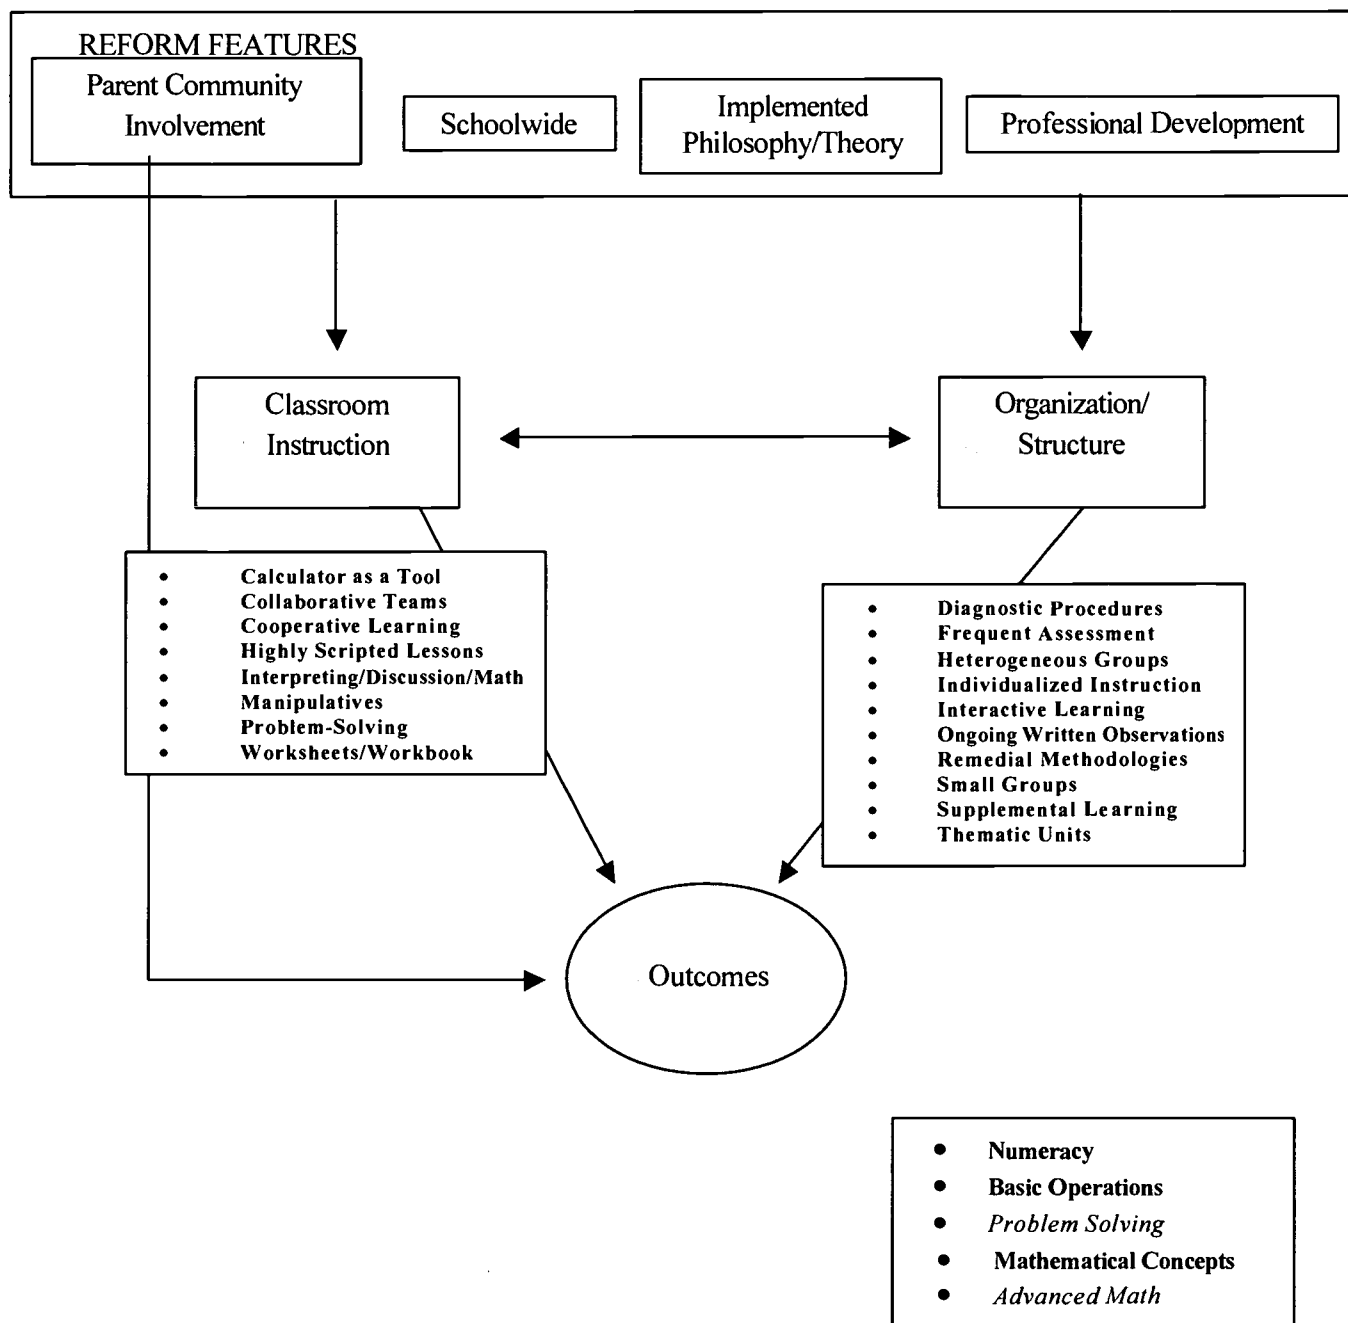 REFORM FEATURES
Parent Community
Involvement
Schoolwide
Implemented
Philosophy/Theory
Professional Development
Classroom
Instruction
Organization/
Structure
• Calculator as a Tool
• Collaborative Teams
• Cooperative Learning
• Highly Scripted Lessons
• Interpreting/Discussion/Math
• Manipulatives
• Problem-Solving
• Worksheets/Workbook
• Diagnostic Procedures
• Frequent Assessment
• Heterogeneous Groups
• Individualized Instruction
• Interactive Learning
• Ongoing Written Observations
• Remedial Methodologies
• Small Groups
• Supplemental Learning
• Thematic Units
Outcomes
• Numeracy
• Basic Operations
• Problem Solving
• Mathematical Concepts
• Advanced Math